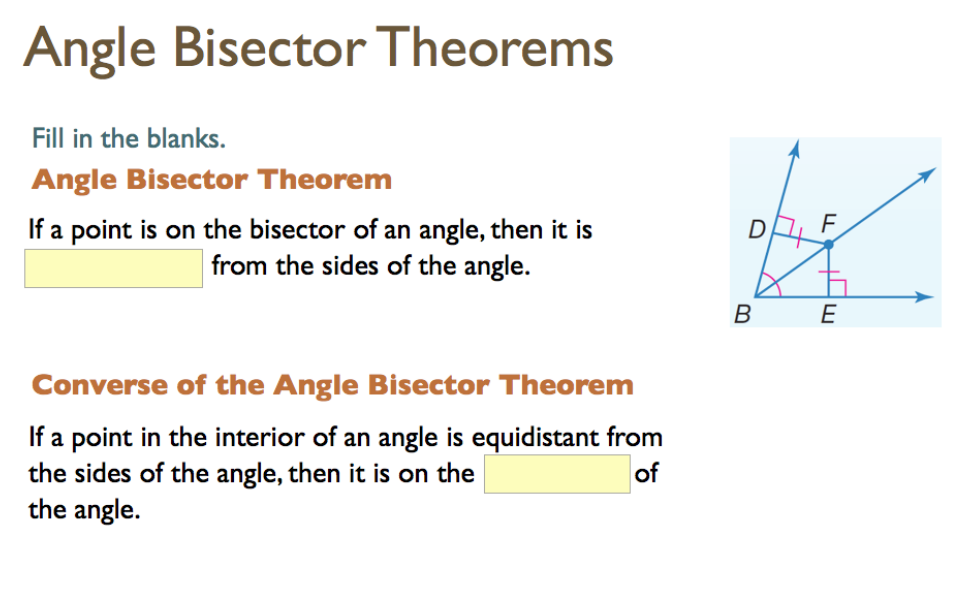 Angle Bisector Theorems
Fill in the blanks.
Angle Bisector Theorem
If a point is on the bisector of an angle, then it is
from the sides of the angle.
D
F
B
E
Converse of the Angle Bisector Theorem
If a point in the interior of an angle is equidistant from
the sides of the angle, then it is on the of
the angle.